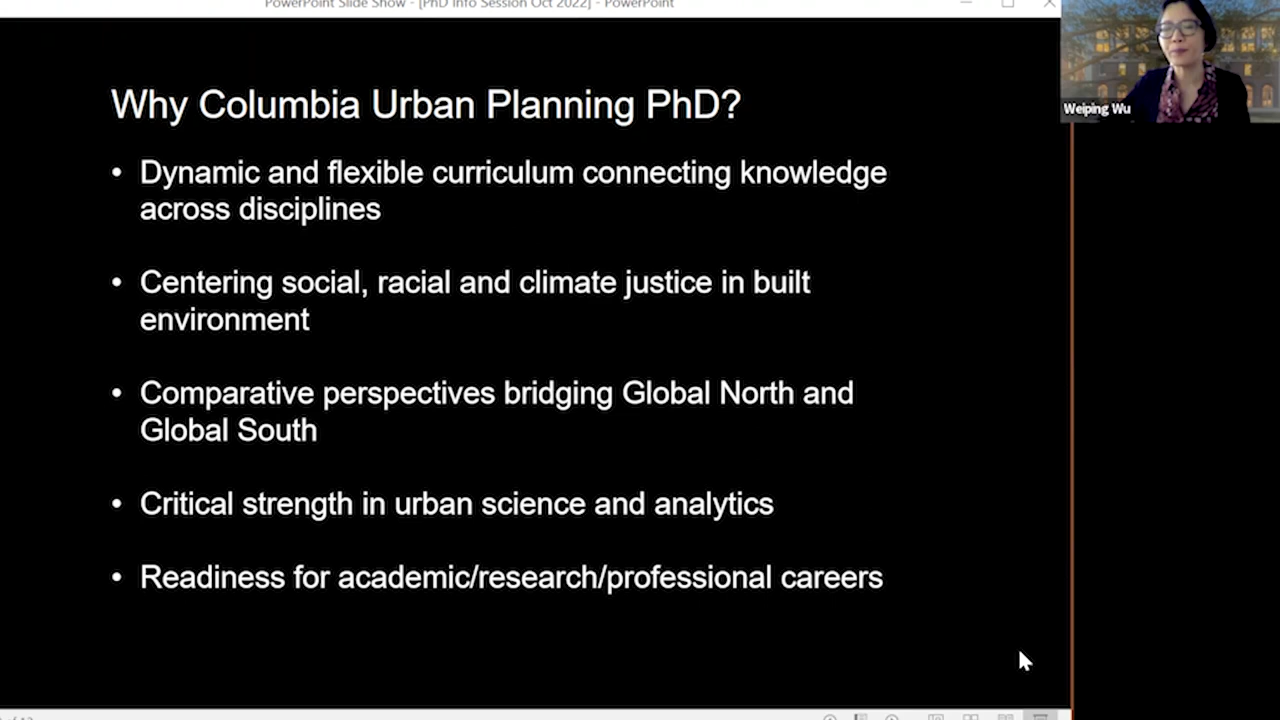 PowerPoint Slide Show - [PhD Info Session Oct 2022] - PowerPoint
Weiping Wu
Why Columbia Urban Planning PhD?
• Dynamic and flexible curriculum connecting knowledge
across disciplines
• Centering social, racial and climate justice in built
environment
• Comparative perspectives bridging Global North and
Global South
• Critical strength in urban science and analytics
• Readiness for academic/research/professional careers